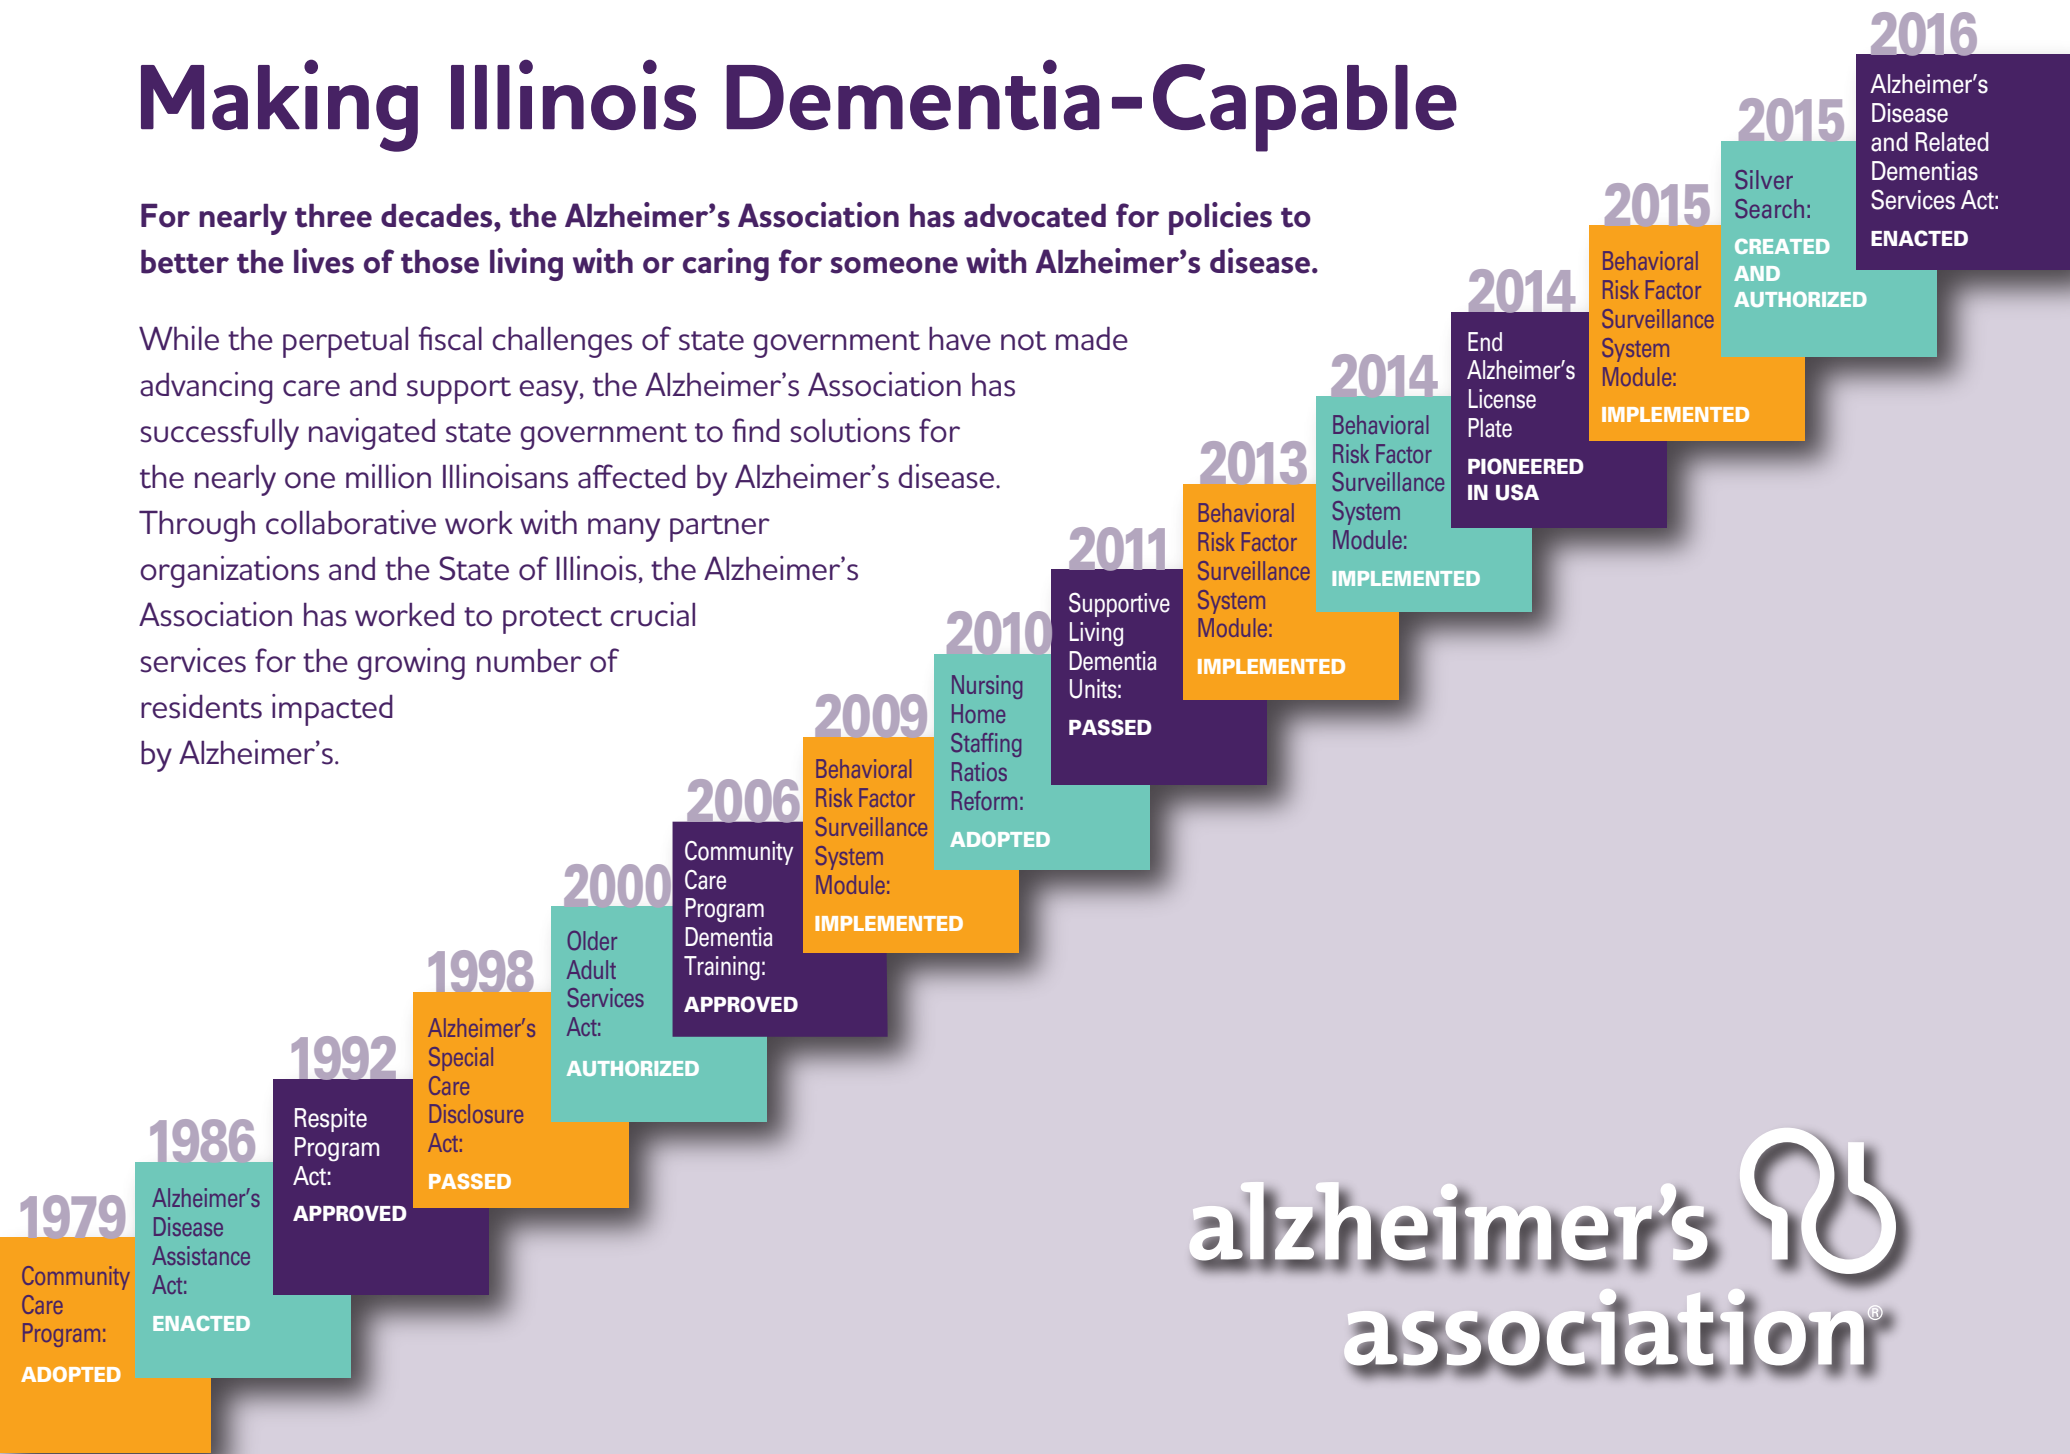 Making Illinois Dementia-Capable
For nearly three decades, the Alzheimer's Association has advocated for policies to
better the lives of those living with or caring for someone with Alzheimer's disease.
While the perpetual fiscal challenges of state government have not made
advancing care and support easy, the Alzheimer's Association has
successfully navigated state government to find solutions for
the nearly one million Illinoisans affected by Alzheimer's disease.
Through collaborative work with many partner
organizations and the State of Illinois, the Alzheimer's
Association has worked to protect crucial
services for the growing number of
residents impacted
by Alzheimer's.
1979
Community
Care
Program:
ADOPTED
1986
Alzheimer's
Disease
Assistance
Act:
ENACTED
1992
Respite
Program
Act:
APPROVED
1998
Alzheimer's
Special
Care
Disclosure
Act:
PASSED
2000
Older
Adult
Services
Act:
AUTHORIZED
2006
Community
Care
Program
Dementia
Training:
APPROVED
2009
Behavioral
Risk Factor
Surveillance
System
Module:
IMPLEMENTED
2010
Nursing
Home
Staffing
Ratios
Reform:
ADOPTED
2011
Supportive
Living
Dementia
Units:
PASSED
2013
Behavioral
Risk Factor
Surveillance
System
Module:
IMPLEMENTED
2014
Behavioral
Risk Factor
Surveillance
System
Module:
IMPLEMENTED
2014
End
Alzheimer's
License
Plate
PIONEERED
IN USA
2015
Behavioral
Risk Factor
Surveillance
System
Module:
IMPLEMENTED
2015
Silver
Search:
CREATED
AND
AUTHORIZED
2016
Alzheimer's
Disease
and Related
Dementias
Services Act:
ENACTED
alzheimer's
association®